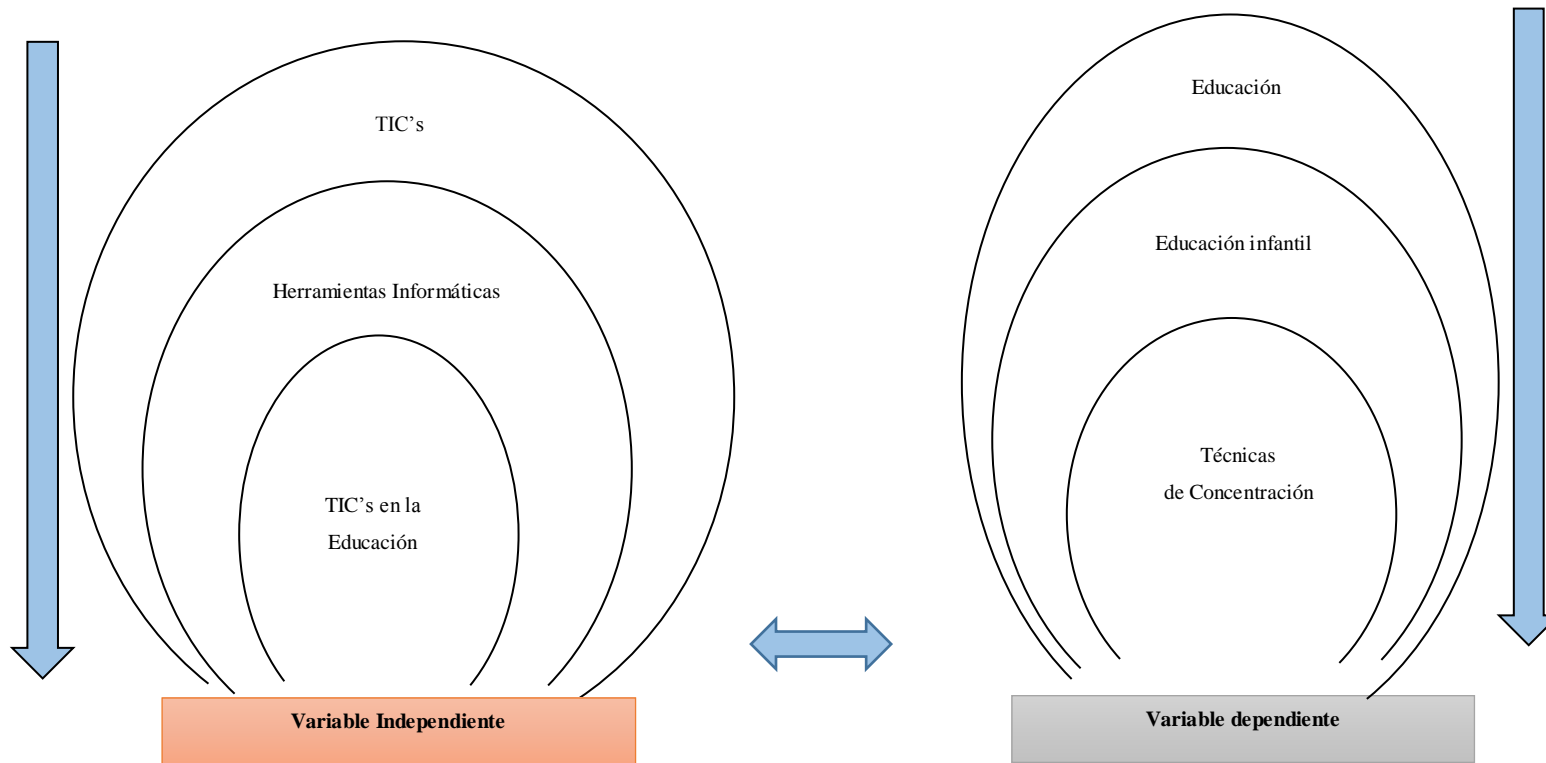 TIC’s
Herramientas Informáticas
TIC’s en la
Educación
Variable Independiente
Educación
Educación infantil
Técnicas
de Concentración
Variable dependiente